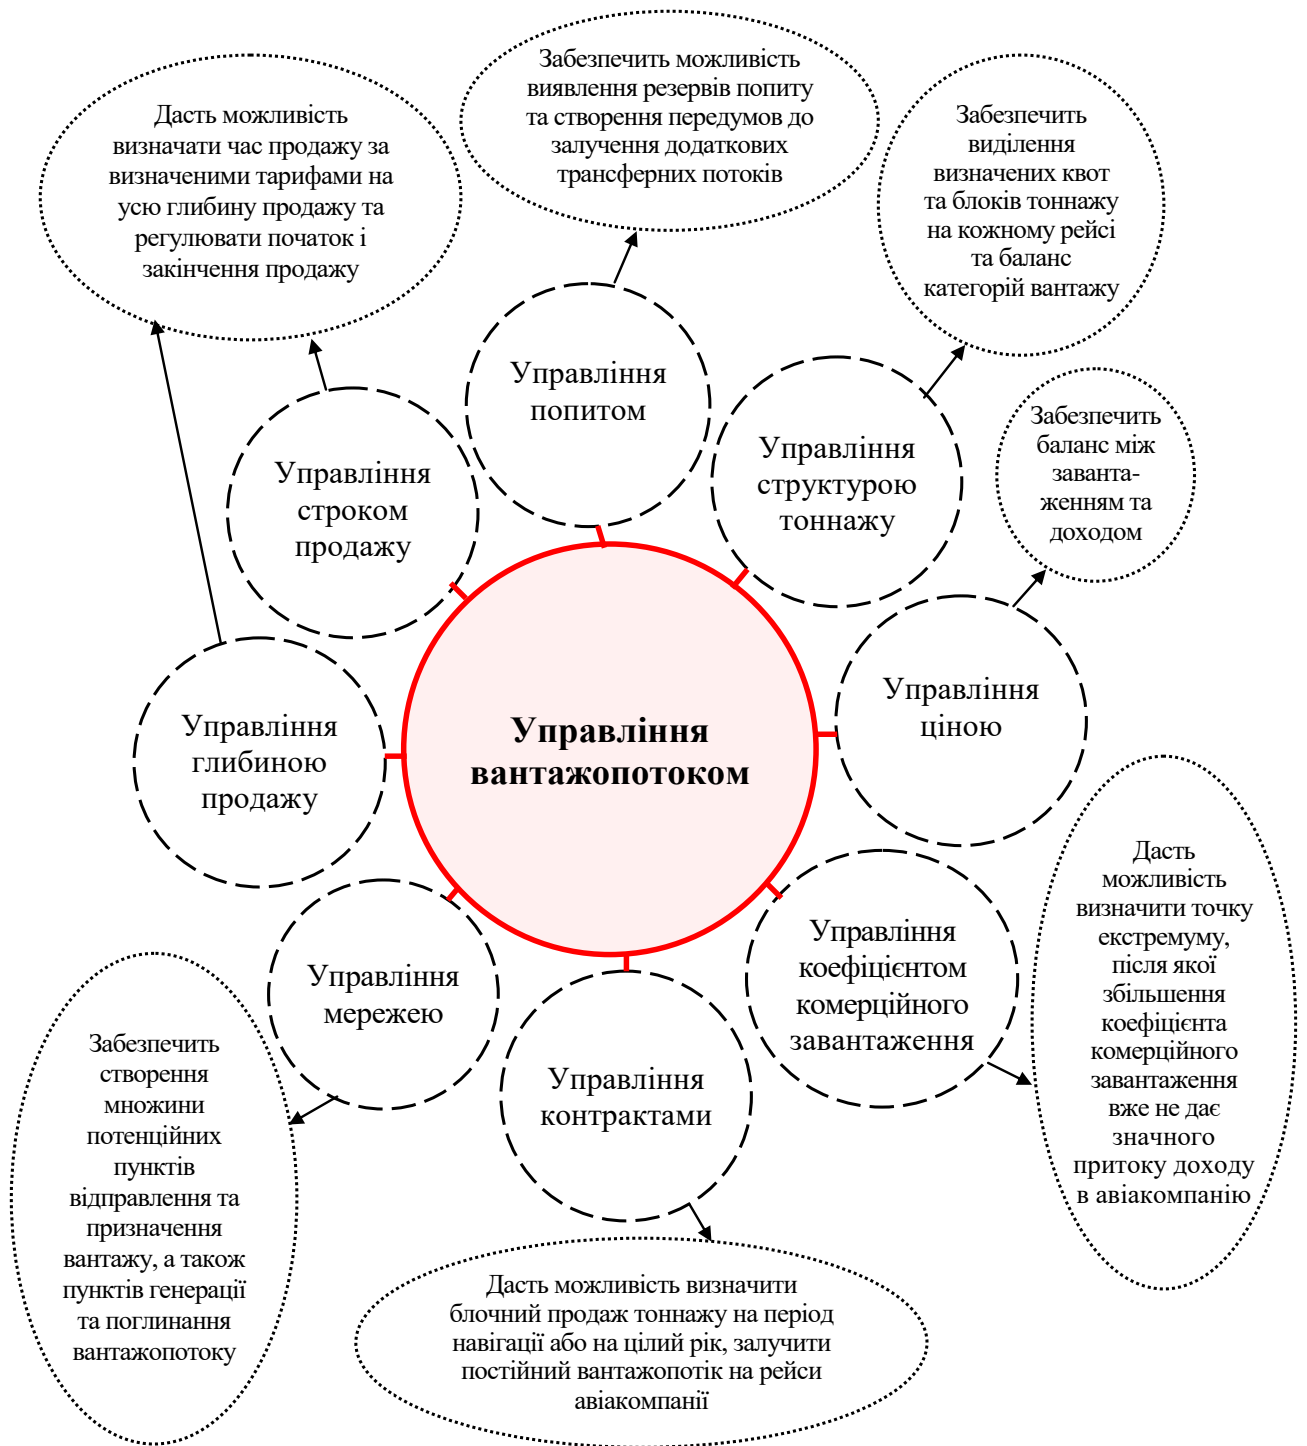 Забезпечить можливість
виявлення резервів попиту
та створення передумов до
залучення додаткових
трансферних потоків
Дасть можливість
визначати час продажу за
визначеними тарифами на
усю глибину продажу та
регулювати початок і
закінчення продажу
Забезпечить
виділення
визначених квот
та блоків тоннажу
на кожному рейсі
та баланс
категорій вантажу
Управління
попитом
Управління
строком
продажу
Управління
структурою
тоннажу
Забезпечить
баланс між
заванта-
женням та
доходом
Управління
глибиною
продажу
Управління
вантажопотоком
Управління
ціною
Дасть
можливість
визначити точку
екстремуму,
після якої
збільшення
коефіцієнта
комерційного
завантаження
вже не дає
значного
притоку доходу
в авіакомпанію
Управління
мережею
Управління
коефіцієнтом
комерційного
завантаження
Управління
контрактами
Забезпечить
створення
множини
потенційних
пунктів
відправлення та
призначення
вантажу, а також
пунктів генерації
та поглинання
вантажопотоку
Дасть можливість визначити
блочний продаж тоннажу на період
навігації або на цілий рік, залучити
постійний вантажопотік на рейси
авіакомпанії